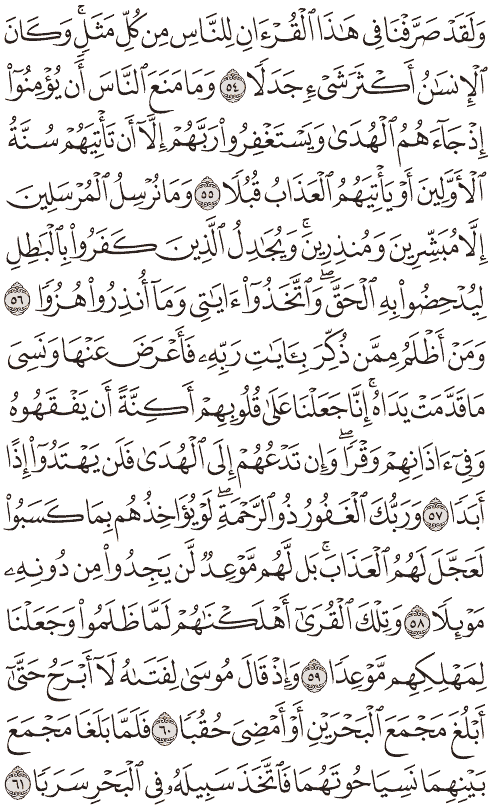 وَلَقَدْ صَرَّفْنَا فِي هَٰذَا ٱلْقُرْءَانِ لِلنَّاسِ مِن كُلِّ مَثَلٍۚ وَكَانَ
ٱلْإِنسَٰنُ أَكْثَرَ شَىْءٍ جَدَلًا ٥٤ وَمَا مَنَعَ ٱلنَّاسَ أَن يُؤْمِنُوٓا۟
إِذْ جَآءَهُمُ ٱلْهُدَىٰ وَيَسْتَغْفِرُوا۟ رَبَّهُمْ إِلَّآ أَن تَأْتِيَهُمْ سُنَّةُ
ٱلْأَوَّلِينَ أَوْ يَأْتِيَهُمُ ٱلْعَذَابُ قُبُلًا ٥٥ وَمَا نُرْسِلُ ٱلْمُرْسَلِينَ
إِلَّا مُبَشِّرِينَ وَمُنذِرِينَۚ وَيُجَٰدِلُ ٱلَّذِينَ كَفَرُوا۟ بِٱلْبَٰطِلِ
لِيُدْحِضُوا۟ بِهِ ٱلْحَقَّۖ وَٱتَّخَذُوٓا۟ ءَايَٰتِى وَمَآ أُنذِرُوا۟ هُزُوًا ٥٦
وَمَنْ أَظْلَمُ مِمَّن ذُكِّرَ بِـَٔايَٰتِ رَبِّهِۦ فَأَعْرَضَ عَنْهَا وَنَسِىَ
مَا قَدَّمَتْ يَدَاهُۚ إِنَّا جَعَلْنَا عَلَىٰ قُلُوبِهِمْ أَكِنَّةً أَن يَفْقَهُوهُ
وَفِىٓ ءَاذَانِهِمْ وَقْرًاۖ وَإِن تَدْعُهُمْ إِلَى ٱلْهُدَىٰ فَلَن يَهْتَدُوٓا۟ إِذًا
أَبَدًا ٥٧ وَرَبُّكَ ٱلْغَفُورُ ذُو ٱلرَّحْمَةِۖ لَوْ يُؤَاخِذُهُم بِمَا كَسَبُوا۟
لَعَجَّلَ لَهُمُ ٱلْعَذَابَۚ بَل لَّهُم مَّوْعِدٌ لَّن يَجِدُوا۟ مِن دُونِهِۦ
مَوْئِلًا ٥٨ وَتِلْكَ ٱلْقُرَىٰٓ أَهْلَكْنَٰهُمْ لَمَّا ظَلَمُوا۟ وَجَعَلْنَا
لِمَهْلِكِهِم مَّوْعِدًا ٥٩ وَإِذْ قَالَ مُوسَىٰ لِفَتَىٰهُ لَآ أَبْرَحُ حَتَّىٰٓ
أَبْلُغَ مَجْمَعَ ٱلْبَحْرَيْنِ أَوْ أَمْضِىَ حُقُبًا ٦٠ فَلَمَّا بَلَغَا مَجْمَعَ
بَيْنِهِمَا نَسِيَا حُوتَهُمَا فَٱتَّخَذَ سَبِيلَهُۥ فِى ٱلْبَحْرِ سَرَبًا ٦١